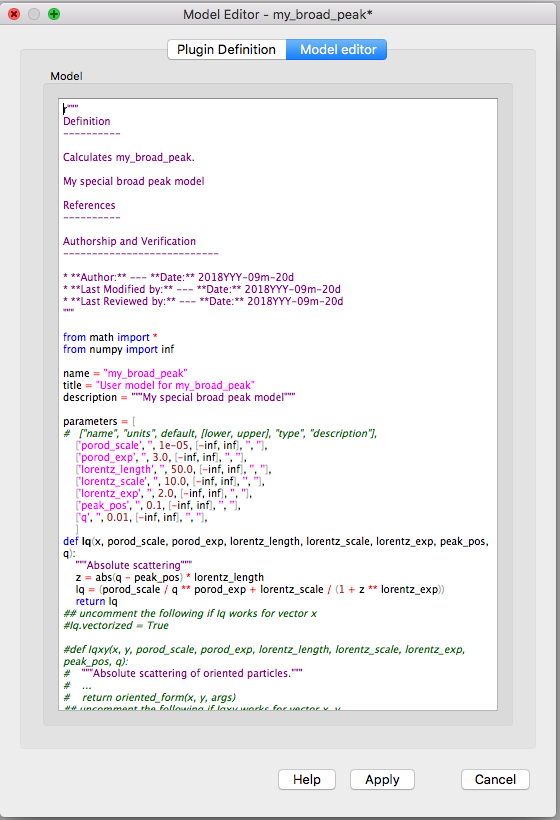 Model Editor - my_broad_peak*
Plugin Definition
Model editor
Model
r"""
Definition
----------
Calculates my_broad_peak.
My special broad peak model
References
----------
Authorship and Verification
---------------------------
* **Author:** --- **Date:** 2018YYY-09m-20d
* **Last Modified by:** --- **Date:** 2018YYY-09m-20d
* **Last Reviewed by:** --- **Date:** 2018YYY-09m-20d
"""
from math import *
from numpy import inf
name = "my_broad_peak"
title = "User model for my_broad_peak"
description = """My special broad peak model"""
parameters = [
#   ["name", "units", default, [lower, upper], "type", "description"],
['porod_scale', '', 1e-05, [-inf, inf], '', ''],
['porod_exp', '', 3.0, [-inf, inf], '', ''],
['lorentz_length', '', 50.0, [-inf, inf], '', ''],
['lorentz_scale', '', 10.0, [-inf, inf], '', ''],
['lorentz_exp', '', 2.0, [-inf, inf], '', ''],
['peak_pos', '', 0.1, [-inf, inf], '', ''],
['q', '', 0.01, [-inf, inf], '', ''],
]
def Iq(x, porod_scale, porod_exp, lorentz_length, lorentz_scale, lorentz_exp, peak_pos,
q):
"""Absolute scattering"""
z = abs(q - peak_pos) * lorentz_length
Iq = (porod_scale / q ** porod_exp + lorentz_scale / (1 + z ** lorentz_exp))
return Iq
## uncomment the following if Iq works for vector x
#Iq.vectorized = True
#def Iqxy(x, y, porod_scale, porod_exp, lorentz_length, lorentz_scale, lorentz_exp,
peak_pos, q):
#    """Absolute scattering of oriented particles."""
#    ...
#    return oriented_form(x, y, args)
## uncomment the following if Iqxy works for vector x, y
Help
Apply
Cancel